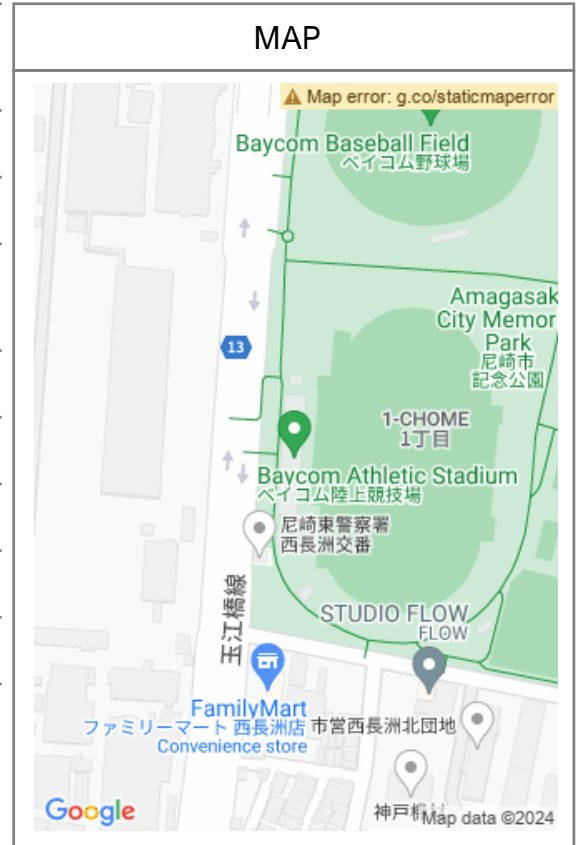 MAP
Map error: g.co/staticmaperror
Baycom Baseball Field
ベイコム野球場
Amagasak
City Memor
Park
尼崎市
記念公園
13
1-CHOME
1丁目
Baycom Athletic Stadium
ベイコム陸上競技場
尼崎東警察署
西長洲交番
玉江橋線
STUDIO FLOW
FLOW
FamilyMart
ファミリーマート 西長洲店
Convenience store
市営西長洲北団地
神戸
Google
Map data ©2024